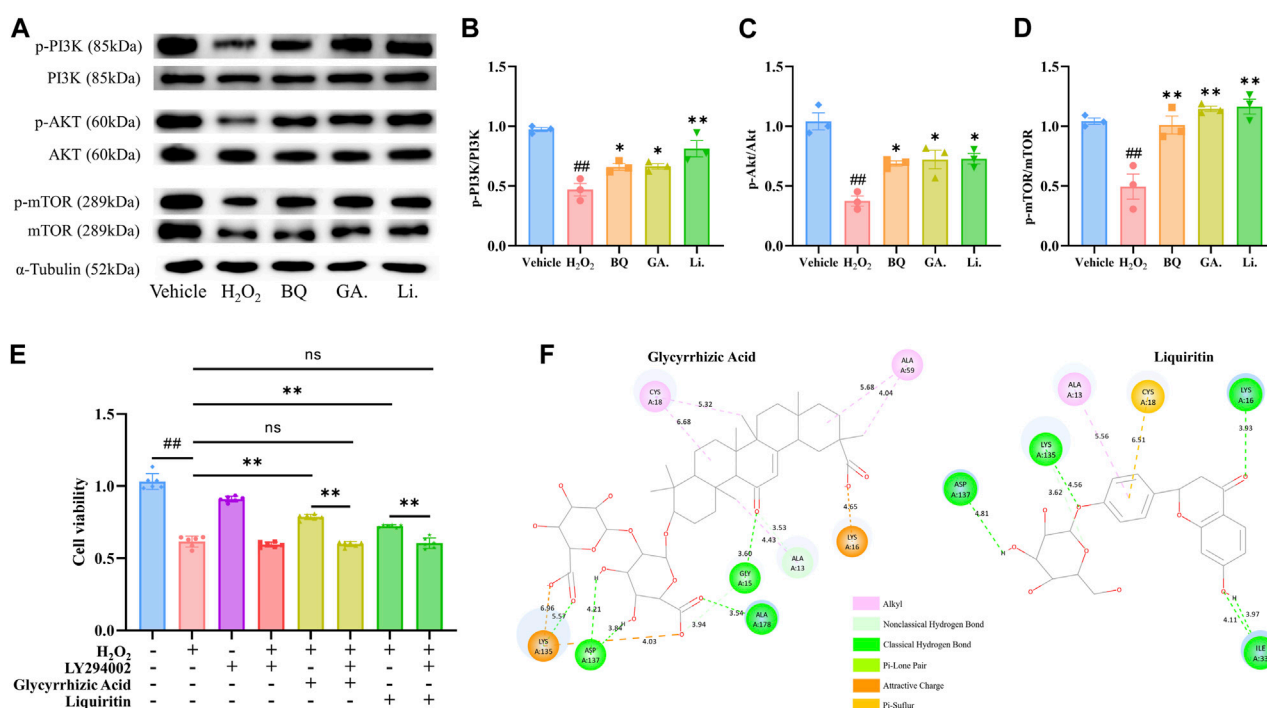 A
p-PI3K (85kDa)
PI3K (85kDa)
p-AKT (60kDa)
AKT (60kDa)
p-mTOR (289kDa)
mTOR (289kDa)
α-Tubulin (52kDa)
Vehicle H₂O₂ BQ GA. Li.
B
p-PI3K/PI3K
1.5
1.0
0.5
0.0
## * * **
Vehicle H₂O₂ BQ GA. Li.
C
p-Akt/Akt
1.5
1.0
0.5
0.0
## * * *
Vehicle H₂O₂ BQ GA. Li.
D
p-mTOR/mTOR
1.5
1.0
0.5
0.0
## ** ** **
Vehicle H₂O₂ BQ GA. Li.
E
Cell viability
1.5
1.0
0.5
0.0
ns
**
ns
## ** ** **
- + - + + + + + H₂O₂
- - + + - + - + LY294002
- - - - + + - - Glycyrrhizic Acid
- - - - - - + + Liquiritin
F
Glycyrrhizic Acid
ALA
A:59
CYS
A:18
5.68
4.04
5.32
6.68
4.65
LYS
A:16
3.53
4.43
ALA
A:13
3.60
GLY
A:15
H
4.21
H
3.84
3.54
ALA
A:178
3.94
6.96
5.57
4.03
LYS
A:135
ASP
A:137
Alkyl
Nonclassical Hydrogen Bond
Classical Hydrogen Bond
Pi-Lone Pair
Attractive Charge
Pi-Suflur
Liquiritin
ALA
A:13
CYS
A:18
LYS
A:16
5.56
6.51
3.93
LYS
A:135
4.56
3.62
ASP
A:137
4.81
H
H
H
4.11
3.97
ILE
A:33